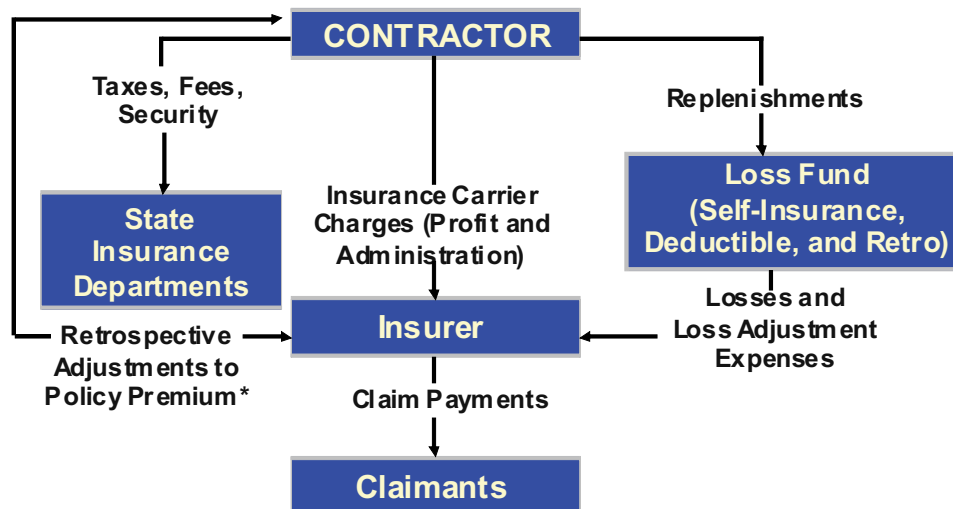 CONTRACTOR
Taxes, Fees,
Security
Replenishments
State
Insurance
Departments
Insurance Carrier
Charges (Profit and
Administration)
Loss Fund
(Self-Insurance,
Deductible, and Retro)
Retrospective
Adjustments to
Policy Premium*
Insurer
Losses and
Loss Adjustment
Expenses
Claim Payments
Claimants